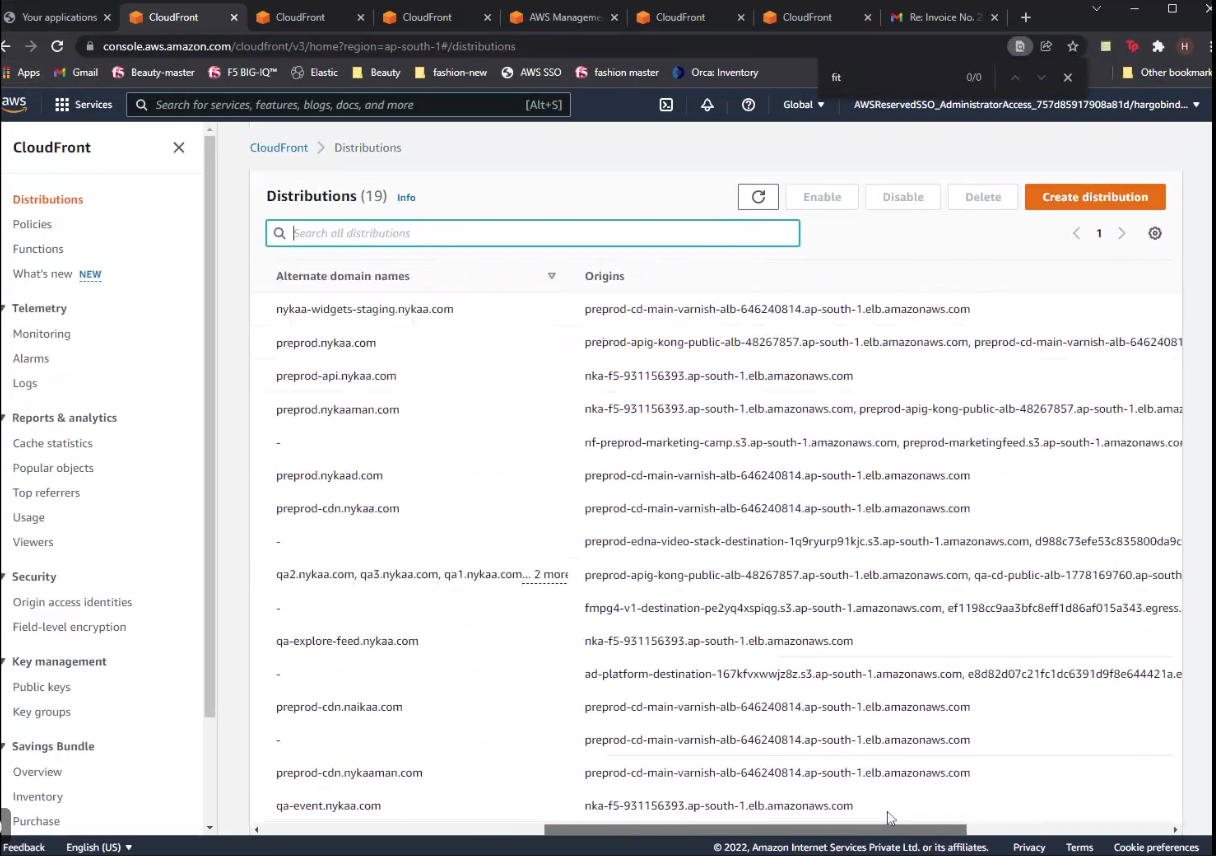 Your applications
CloudFront
CloudFront
CloudFront
AWS Manageme
CloudFront
CloudFront
Re: Invoice No. 2
console.aws.amazon.com/cloudfront/v3/home?region=ap-south-1#/distributions
H
Apps
Gmail
Beauty-master
F5 BIG-IQ™
Elastic
Beauty
fashion-new
AWS SSO
fashion master
Orca: Inventory
Other bookmark
fit
0/0
aws
Services
Search for services, features, blogs, docs, and more
[Alt+S]
Global
AWSReservedSSO_AdministratorAccess_757d85917908a81d/hargobind...
CloudFront
Distributions
Policies
Functions
What's new NEW
Telemetry
Monitoring
Alarms
Logs
Reports & analytics
Cache statistics
Popular objects
Top referrers
Usage
Viewers
Security
Origin access identities
Field-level encryption
Key management
Public keys
Key groups
Savings Bundle
Overview
Inventory
Purchase
CloudFront > Distributions
Distributions (19) Info
Enable
Disable
Delete
Create distribution
Search all distributions
1
Alternate domain names Origins
nykaa-widgets-staging.nykaa.com preprod-cd-main-varnish-alb-646240814.ap-south-1.elb.amazonaws.com
preprod.nykaa.com preprod-apig-kong-public-alb-48267857.ap-south-1.elb.amazonaws.com, preprod-cd-main-varnish-alb-64624081
preprod-api.nykaa.com nka-f5-931156393.ap-south-1.elb.amazonaws.com
preprod.nykaaman.com nka-f5-931156393.ap-south-1.elb.amazonaws.com, preprod-apig-kong-public-alb-48267857.ap-south-1.elb.amaz
- nf-preprod-marketing-camp.s3.ap-south-1.amazonaws.com, preprod-marketingfeed.s3.ap-south-1.amazonaws.com
preprod.nykaad.com preprod-cd-main-varnish-alb-646240814.ap-south-1.elb.amazonaws.com
preprod-cdn.nykaa.com preprod-cd-main-varnish-alb-646240814.ap-south-1.elb.amazonaws.com
- preprod-edna-video-stack-destination-1q9ryurp91kjc.s3.ap-south-1.amazonaws.com, d988c73efe53c835800da9c
qa2.nykaa.com, qa3.nykaa.com, qa1.nykaa.com... 2 more preprod-apig-kong-public-alb-48267857.ap-south-1.elb.amazonaws.com, qa-cd-public-alb-1778169760.ap-south
- fmpg4-v1-destination-pe2yq4xspiqg.s3.ap-south-1.amazonaws.com, ef1198cc9aa3bfc8eff1d86af015a343.egress.
qa-explore-feed.nykaa.com nka-f5-931156393.ap-south-1.elb.amazonaws.com
- ad-platform-destination-167kfvxwwjz8z.s3.ap-south-1.amazonaws.com, e8d82d07c21fc1dc6391d9f8e644421a.e
preprod-cdn.naikaa.com preprod-cd-main-varnish-alb-646240814.ap-south-1.elb.amazonaws.com
- preprod-cd-main-varnish-alb-646240814.ap-south-1.elb.amazonaws.com
preprod-cdn.nykaaman.com preprod-cd-main-varnish-alb-646240814.ap-south-1.elb.amazonaws.com
qa-event.nykaa.com nka-f5-931156393.ap-south-1.elb.amazonaws.com
Feedback
English (US)
© 2022, Amazon Internet Services Private Ltd. or its affiliates.
Privacy
Terms
Cookie preferences